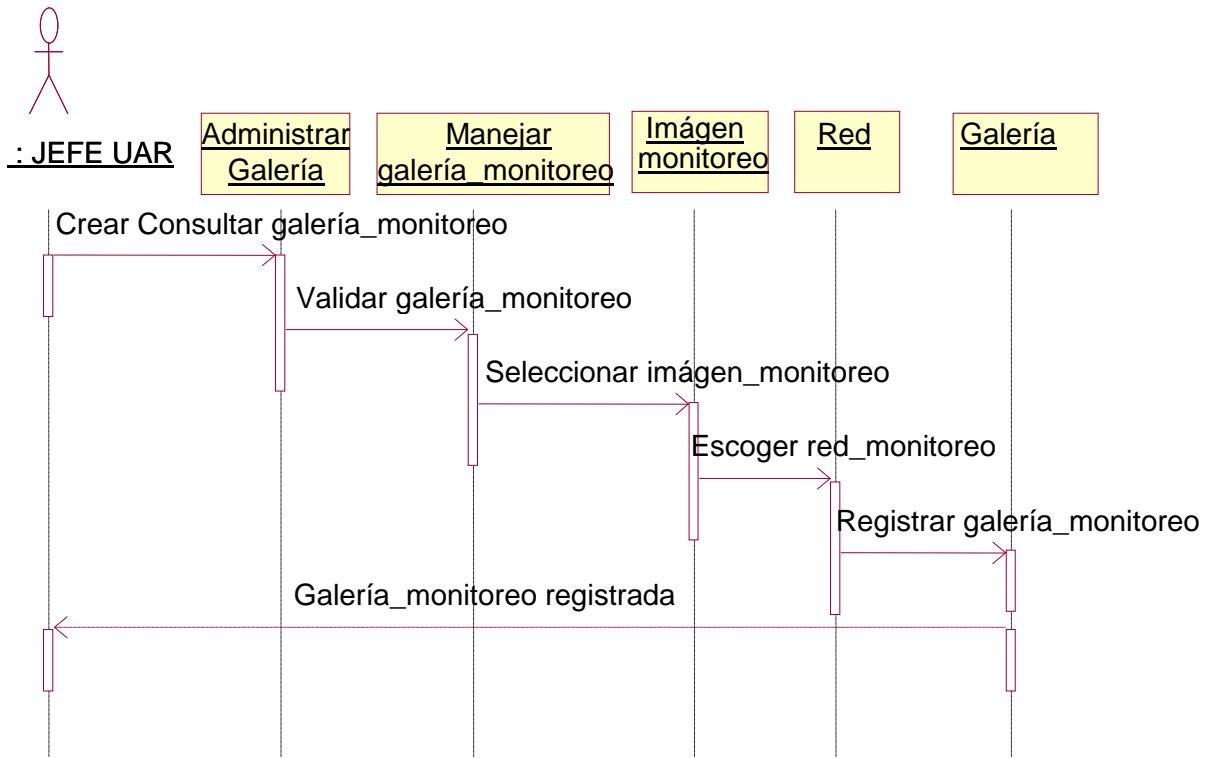 : JEFE UAR
Administrar
Galería
Manejar
galería_monitoreo
Imágen
monitoreo
Red
Galería
Crear Consultar galería_monitoreo
Validar galería_monitoreo
Seleccionar imágen_monitoreo
Escoger red_monitoreo
Registrar galería_monitoreo
Galería_monitoreo registrada